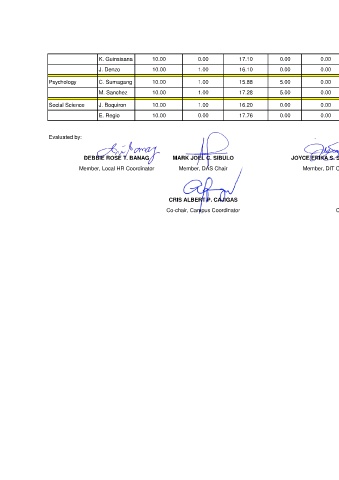 K. Guinsisana 10.00 0.00 17.10 0.00 0.00
J. Denzo 10.00 1.00 16.10 0.00 0.00
Psychology C. Sumagang 10.00 1.00 15.88 5.00 0.00
M. Sanchez 10.00 1.00 17.28 5.00 0.00
Social Science J. Boquiron 10.00 1.00 16.20 0.00 0.00
E. Regio 10.00 0.00 17.76 0.00 0.00
Evaluated by:
DEBBIE ROSE T. BANAG MARK JOEL C. SIBULO JOYCE ERIKA S. S
Member, Local HR Coordinator Member, DAS Chair Member, DIT C
CRIS ALBERT P. CAJIGAS
Co-chair, Campus Coordinator C